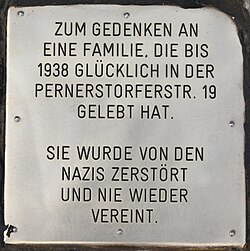 ZUM GEDENKEN AN
EINE FAMILIE, DIE BIS
1938 GLÜCKLICH IN DER
PERNERSTORFERSTR. 19
GELEBT HAT.
SIE WURDE VON DEN
NAZIS ZERSTÖRT
UND NIE WIEDER
VEREINT.